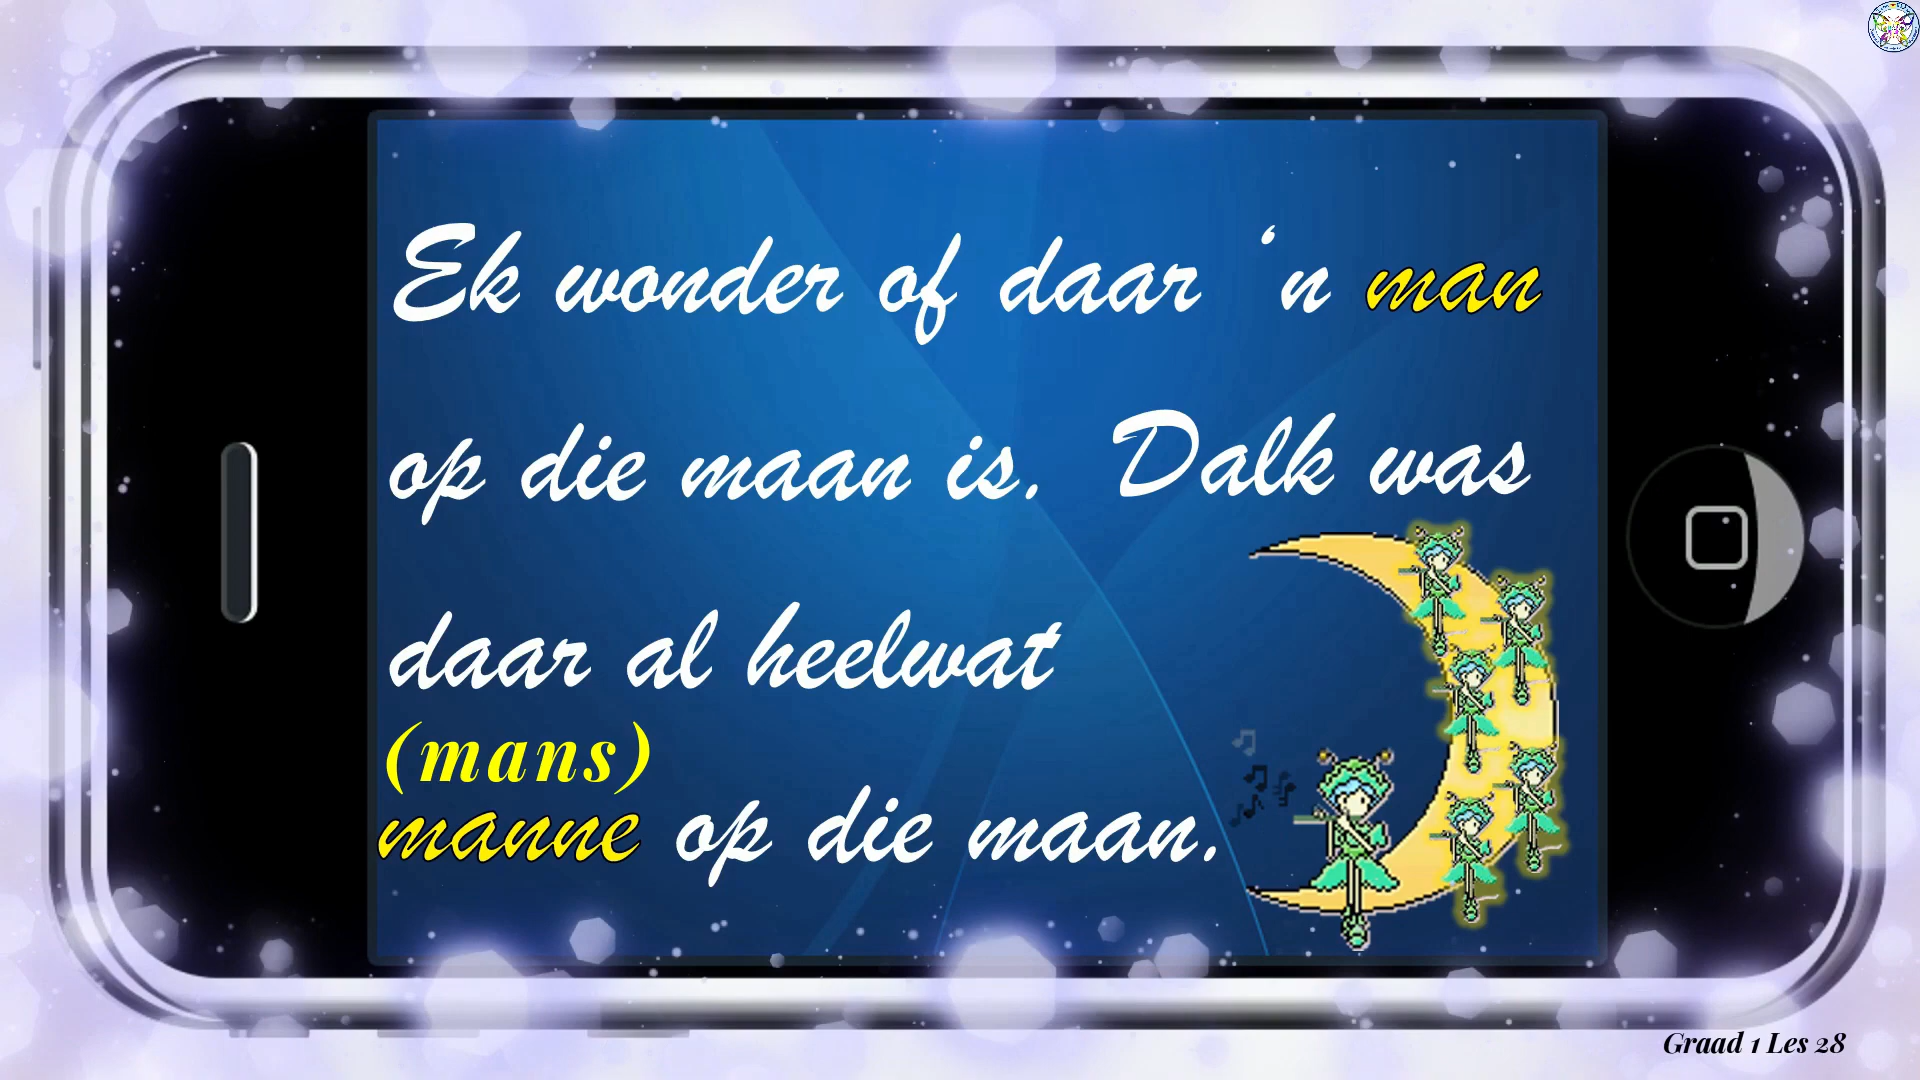 Ek wonder of daar ‘n man
op die maan is. Dalk was
daar al heelwat
(mans)
manne op die maan.
Graad 1 Les 28